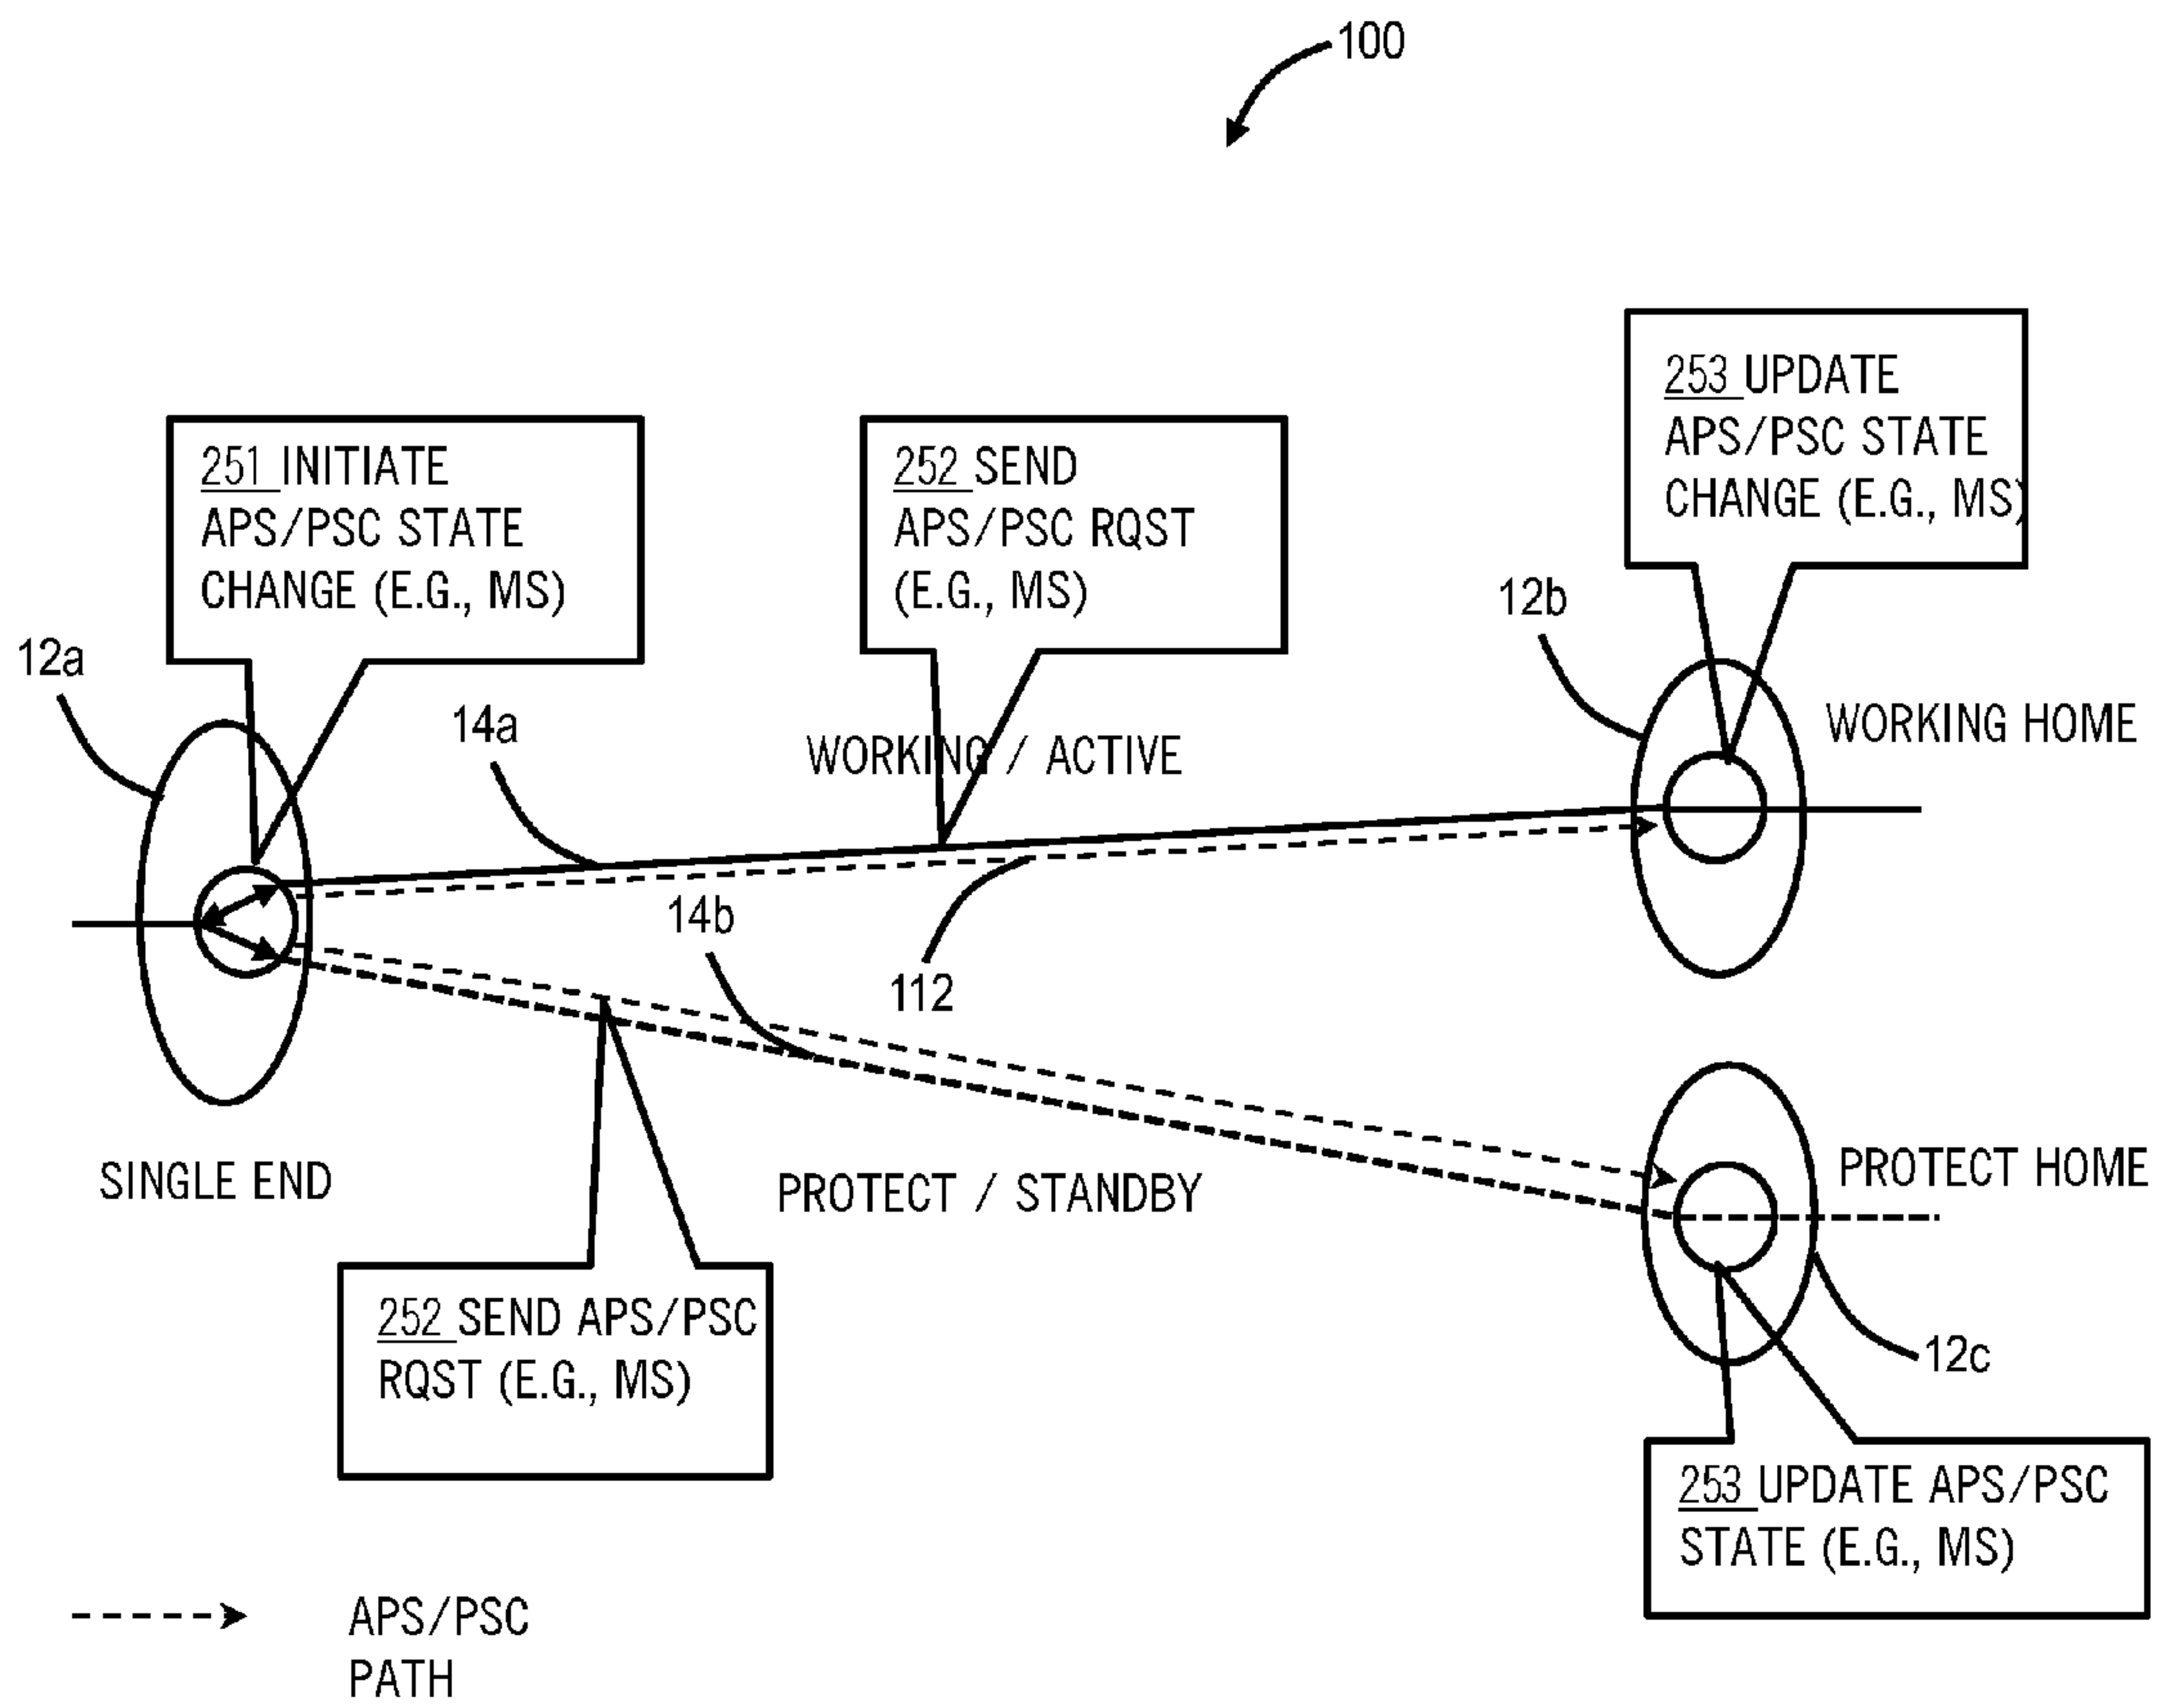 100
253 UPDATE
APS/PSC STATE
CHANGE (E.G., MS)
251 INITIATE
APS/PSC STATE
CHANGE (E.G., MS)
252 SEND
APS/PSC RQST
(E.G., MS)
12b
12a
14a
WORKING / ACTIVE
WORKING HOME
14b
112
SINGLE END
PROTECT / STANDBY
PROTECT HOME
252 SEND APS/PSC
RQST (E.G., MS)
12c
253 UPDATE APS/PSC
STATE (E.G., MS)
APS/PSC
PATH